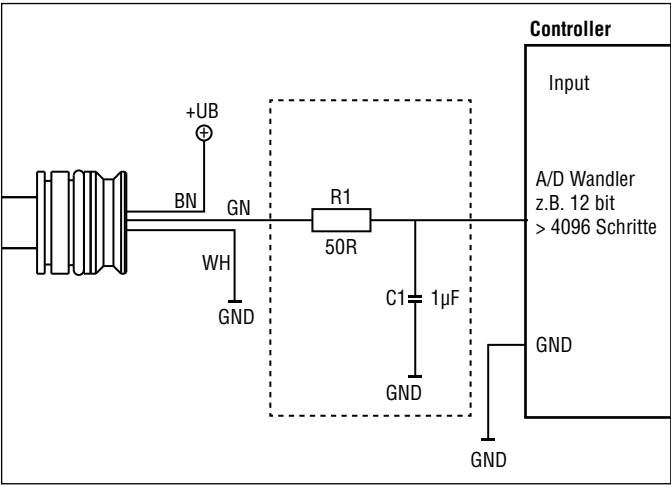 Controller
Input
+UB
BN
GN
R1
50R
A/D Wandler
z.B. 12 bit
> 4096 Schritte
WH
GND
C1
1µF
GND
GND
GND